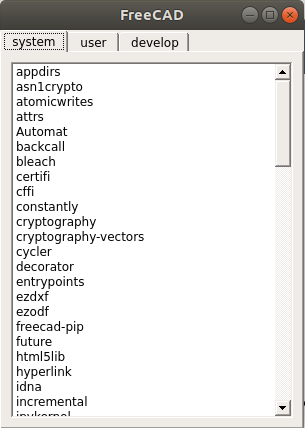 FreeCAD
system user develop
appdirs
asn1crypto
atomicwrites
attrs
Automat
backcall
bleach
certifi
cffi
constantly
cryptography
cryptography-vectors
cycler
decorator
entrypoints
ezdxf
ezodf
freecad-pip
future
html5lib
hyperlink
idna
incremental
ipykernel